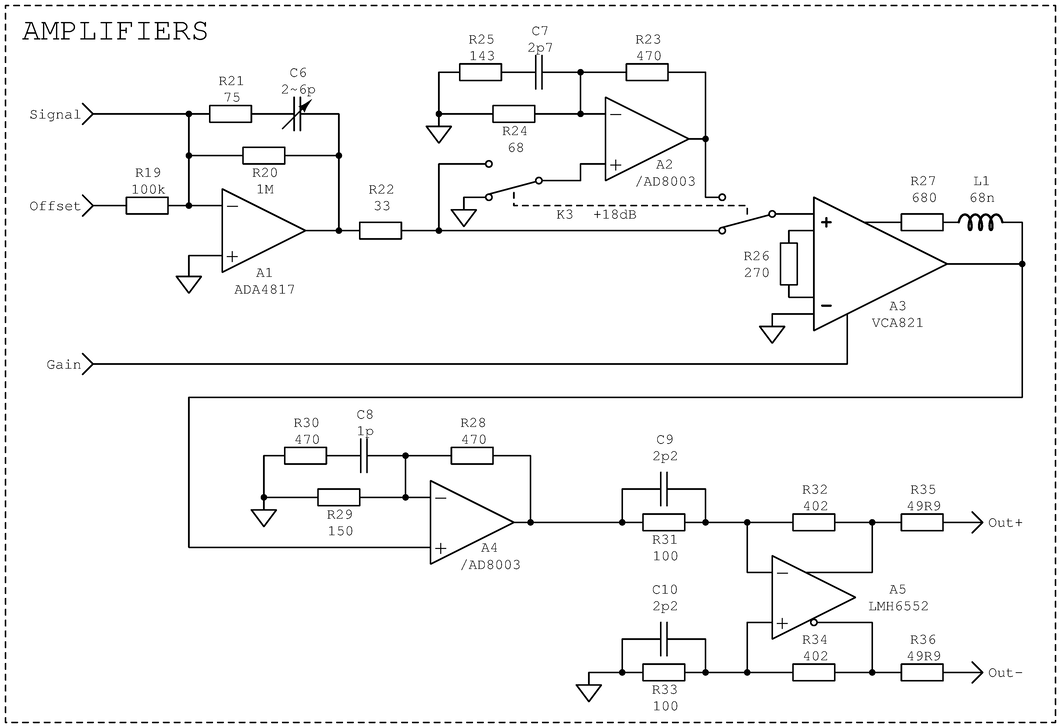 AMPLIFIERS
R25
143
C7
2p7
R23
470
R21
75
C6
2~6p
Signal
R24
68
R20
1M
R19
100k
Offset
−
+
A2
/AD8003
R22
33
K3 +18dB
−
+
A1
ADA4817
R27
680
L1
68n
R26
270
+
−
A3
VCA821
Gain
R30
470
C8
1p
R28
470
R29
150
−
+
A4
/AD8003
C9
2p2
R31
100
R32
402
R35
49R9
Out+
C10
2p2
−
+
A5
LMH6552
R33
100
R34
402
R36
49R9
Out−